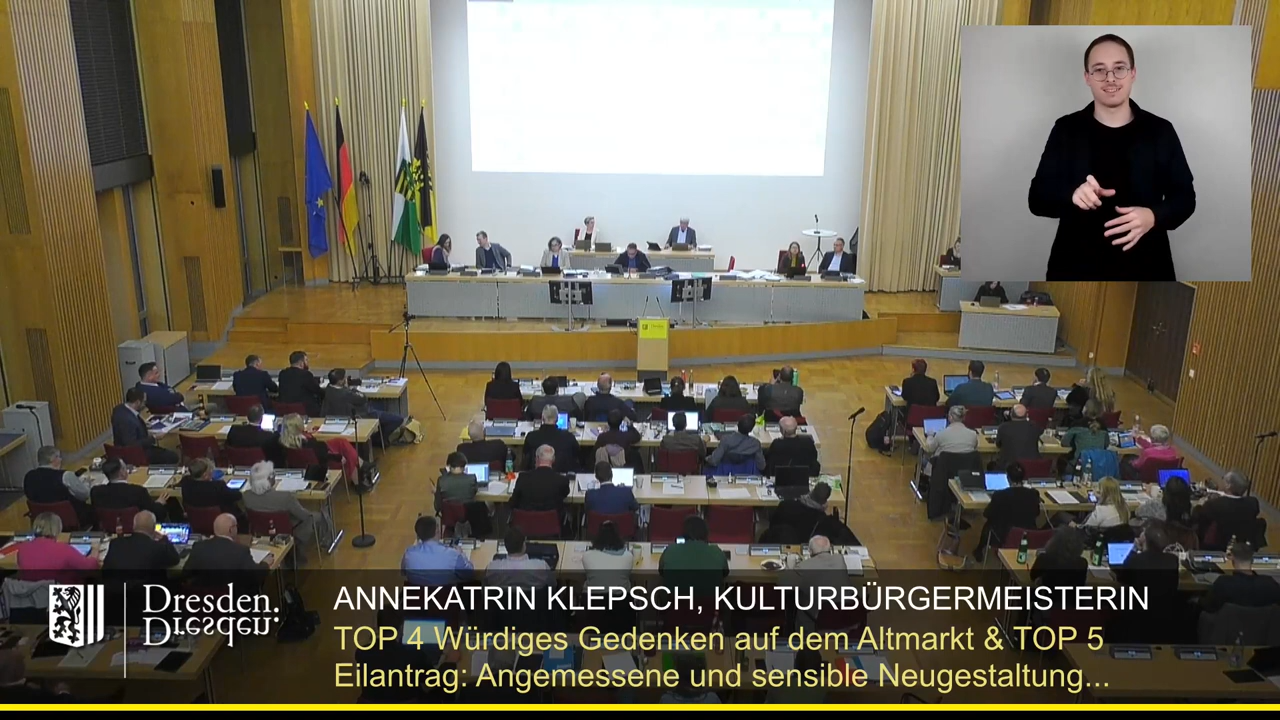 Dresden.
Dresden.
ANNEKATRIN KLEPSCH, KULTURBÜRGERMEISTERIN
TOP 4 Würdiges Gedenken auf dem Altmarkt & TOP 5
Eilantrag: Angemessene und sensible Neugestaltung...